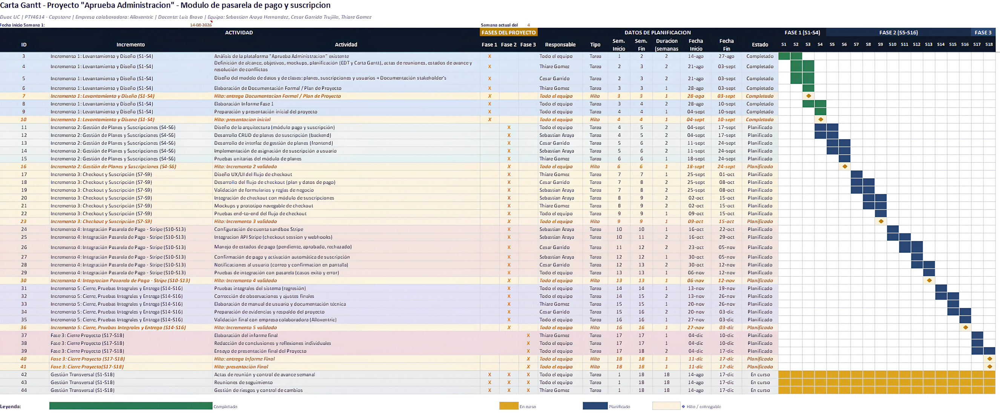 Carta Gantt - Proyecto "Aprueba Administracion" - Modulo de pasarela de pago y suscripcion
Duoc UC | PTY4614 - Capstone | Empresa colaboradora: Alloxentric | Docente: Luis Bravo | Equipo: Sebastian Araya Hernandez, Cesar Garrido Trujillo, Thiare Gomez
Fecha Inicio Semana 1: 14-08-2026 Semana actual del 4
ACTIVIDAD FASES DEL PROYECTO DATOS DE PLANIFICACION FASE 1 (S1-S4) FASE 2 (S5-S16) FASE 3
ID Incremento Actividad Fase 1 Fase 2 Fase 3 Responsable Tipo Sem. Inicio Sem. Fin Duracion (semanas Fecha Inicio Fecha Fin Estado S1 S2 S3 S4 S5 S6 S7 S8 S9 S10 S11 S12 S13 S14 S15 S16 S17 S18
3 Incremento 1: Levantamiento y Diseño (S1-S4) Análisis de la plataforma "Aprueba Administracion" existente X Todo el equipo Tarea 1 2 2 14-ago 27-ago Completado
4 Incremento 1: Levantamiento y Diseño (S1-S4) Definición de alcance, objetivos, mockups, planificación (EDT y Carta Gantt), actas de reuniones, estados de avance y resolución de conflictos X Thiare Gomez Tarea 2 3 2 21-ago 03-sept Completado
5 Incremento 1: Levantamiento y Diseño (S1-S4) Diseño del modelo de datos y de clases: planes, suscripciones y usuarios + Documentación stakeholder's X Cesar Garrido Tarea 2 3 2 21-ago 03-sept Completado
6 Incremento 1: Levantamiento y Diseño (S1-S4) Elaboración de Documentación Formal / Plan de Proyecto X Thiare Gomez Tarea 3 3 1 28-ago 03-sept Completado
7 Incremento 1: Levantamiento y Diseño (S1-S4) Hito: entrega Documentacion Formal / Plan de Proyecto X Todo el equipo Hito 3 3 1 28-ago 03-sept Completado
8 Incremento 1: Levantamiento y Diseño (S1-S4) Elaboración Informe Fase 1 X Todo el equipo Tarea 3 4 2 28-ago 10-sept Completado
9 Incremento 1: Levantamiento y Diseño (S1-S4) Preparación y presentación inicial del proyecto X Todo el equipo Tarea 4 4 1 04-sept 10-sept Completado
10 Incremento 1: Levantamiento y Diseno (S1-S4) Hito: presentacion inicial X Todo el equipo Hito 4 4 1 04-sept 10-sept Completado
11 Incremento 2: Gestión de Planes y Suscripciones (S4-S6) Diseño de la arquitectura (módulo pago y suscripción) X Todo el equipo Tarea 4 5 2 04-sept 17-sept Planificado
12 Incremento 2: Gestión de Planes y Suscripciones (S4-S6) Desarrollo CRUD de planes de suscripción (backend) X Sebastian Araya Tarea 4 5 2 04-sept 17-sept Planificado
13 Incremento 2: Gestión de Planes y Suscripciones (S4-S6) Desarrollo de interfaz de gestión de planes (frontend) X Cesar Garrido Tarea 5 6 2 11-sept 24-sept Planificado
14 Incremento 2: Gestión de Planes y Suscripciones (S4-S6) Implementación de asignación de suscripción a usuario X Sebastian Araya Tarea 5 6 2 11-sept 24-sept Planificado
15 Incremento 2: Gestión de Planes y Suscripciones (S4-S6) Pruebas unitarias del módulo de planes X Thiare Gomez Tarea 6 6 1 18-sept 24-sept Planificado
16 Incremento 2: Gestión de Planes y Suscripciones (S4-S6) Hito: Incremento 2 validado X Todo el equipo Hito 6 6 1 18-sept 24-sept Planificado
17 Incremento 3: Checkout y Suscripción (S7-S9) Diseño UX/UI del flujo de checkout X Thiare Gomez Tarea 7 7 1 25-sept 01-oct Planificado
18 Incremento 3: Checkout y Suscripción (S7-S9) Desarrollo del flujo de checkout (plan y datos de pago) X Cesar Garrido Tarea 7 8 2 25-sept 08-oct Planificado
19 Incremento 3: Checkout y Suscripción (S7-S9) Validación de formularios y reglas de negocio X Sebastian Araya Tarea 7 8 2 25-sept 08-oct Planificado
20 Incremento 3: Checkout y Suscripción (S7-S9) Integración de checkout con módulo de suscripciones X Sebastian Araya Tarea 8 9 2 02-oct 15-oct Planificado
21 Incremento 3: Checkout y Suscripción (S7-S9) Mockups y prototipo navegable de checkout X Thiare Gomez Tarea 8 9 2 02-oct 15-oct Planificado
22 Incremento 3: Checkout y Suscripción (S7-S9) Pruebas end-to-end del flujo de checkout X Todo el equipo Tarea 9 9 1 09-oct 15-oct Planificado
23 Incremento 3: Checkout y Suscripción (S7-S9) Hito: Incremento 3 validado X Todo el equipo Hito 9 9 1 09-oct 15-oct Planificado
24 Incremento 4: Integración Pasarela de Pago - Stripe (S10-S13) Configuración de cuenta sandbox Stripe X Sebastian Araya Tarea 10 10 1 16-oct 22-oct Planificado
25 Incremento 4: Integración Pasarela de Pago - Stripe (S10-S13) Integracion API Stripe (checkout session y webhooks) X Sebastian Araya Tarea 10 11 2 16-oct 29-oct Planificado
26 Incremento 4: Integración Pasarela de Pago - Stripe (S10-S13) Manejo de estados de pago (pendiente, aprobado, rechazado) X Cesar Garrido Tarea 11 12 2 23-oct 05-nov Planificado
27 Incremento 4: Integración Pasarela de Pago - Stripe (S10-S13) Confirmación de pago y activación automática de suscripción X Sebastian Araya Tarea 12 12 1 30-oct 05-nov Planificado
28 Incremento 4: Integración Pasarela de Pago - Stripe (S10-S13) Notificaciones al usuario (correo y confirmacion en pantalla) X Cesar Garrido Tarea 12 13 2 30-oct 12-nov Planificado
29 Incremento 4: Integración Pasarela de Pago - Stripe (S10-S13) Pruebas de integración con pasarela (casos exito y error) X Todo el equipo Tarea 13 13 1 06-nov 12-nov Planificado
30 Incremento 4: Integracion Pasarela de Pago - Stripe (S10-S13) Hito: Incremento 4 validado X Todo el equipo Hito 13 13 1 06-nov 12-nov Planificado
31 Incremento 5: Cierre, Pruebas Integrales y Entrega (S14-S16) Pruebas integrales del sistema (regresión) X Todo el equipo Tarea 14 14 1 13-nov 19-nov Planificado
32 Incremento 5: Cierre, Pruebas Integrales y Entrega (S14-S16) Corrección de observaciones y ajustes finales X Todo el equipo Tarea 14 15 2 13-nov 26-nov Planificado
33 Incremento 5: Cierre, Pruebas Integrales y Entrega (S14-S16) Elaboración de manual de usuario y documentación técnica X Thiare Gomez Tarea 15 15 1 20-nov 26-nov Planificado
34 Incremento 5: Cierre, Pruebas Integrales y Entrega (S14-S16) Preparación de evidencias y respaldo del proyecto X Cesar Garrido Tarea 15 16 2 20-nov 03-dic Planificado
35 Incremento 5: Cierre, Pruebas Integrales y Entrega (S14-S16) Validación final con empresa colaboradora (Alloxentric) X Todo el equipo Tarea 16 16 1 27-nov 03-dic Planificado
36 Incremento 5: Cierre, Pruebas Integrales y Entrega (S14-S16) Hito: Incremento 5 validado X Todo el equipo Hito 16 16 1 27-nov 03-dic Planificado
37 Fase 3: Cierre Proyecto (S17-S18) Elaboración del informe final X Thiare Gomez Tarea 17 17 1 04-dic 10-dic Planificado
38 Fase 3: Cierre Proyecto (S17-S18) Redacción de conclusiones y reflexiones individuales X Todo el equipo Tarea 17 17 1 04-dic 10-dic Planificado
39 Fase 3: Cierre Proyecto (S17-S18) Ensayo de presentación final del Proyecto X Todo el equipo Tarea 17 18 2 04-dic 17-dic Planificado
40 Fase 3: Cierre Proyecto (S17-S18) Hito: entrega Informe Final X Todo el equipo Hito 18 18 1 11-dic 17-dic Planificado
41 Fase 3: Cierre Proyecto(S17-S18) Hito: presentación Final X Todo el equipo Hito 18 18 1 11-dic 17-dic Planificado
42 Gestión Transversal (S1-S18) Actas de reunión y control de avance semanal X X X Todo el equipo Tarea 1 18 18 14-ago 17-dic En curso
43 Gestión Transversal (S1-S18) Reuniones de seguimiento X X X Todo el equipo Tarea 1 18 18 14-ago 17-dic En curso
44 Gestión Transversal (S1-S18) Gestión de riesgos y control de cambios X X X Thiare Gomez Tarea 1 18 18 14-ago 17-dic En curso
Leyenda: Completado En curso Planificado ◆ Hito / entregable